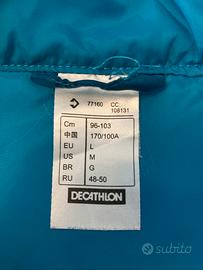 77160 CC
108131
Cm 96-103
中国 170/100A
EU L
US M
BR G
RU 48-50
DECATHLON
subito